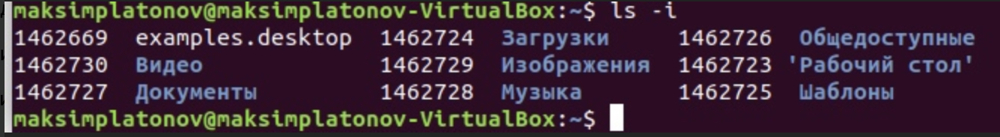 maksimplatonov@maksimplatonov-VirtualBox:~$ ls -i
1462669 examples.desktop 1462724 Загрузки 1462726 Общедоступные
1462730 Видео 1462729 Изображения 1462723 'Рабочий стол'
1462727 Документы 1462728 Музыка 1462725 Шаблоны
maksimplatonov@maksimplatonov-VirtualBox:~$